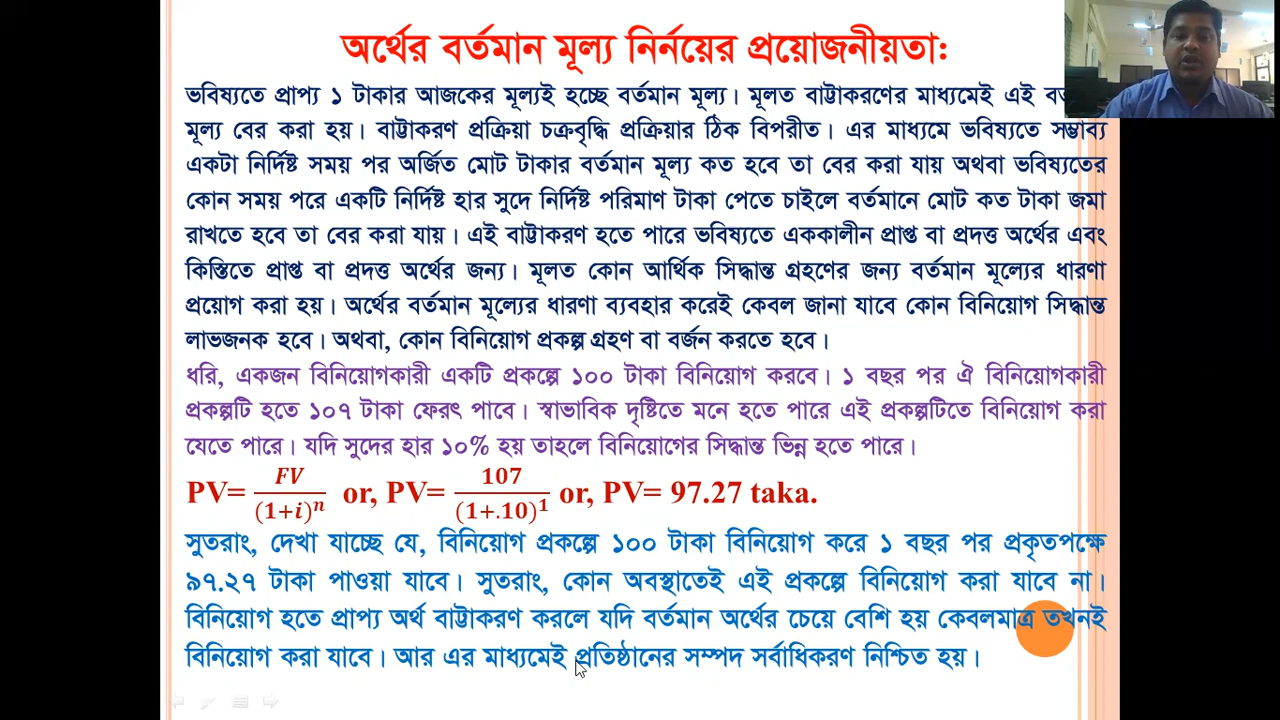 অর্থের বর্তমান মূল্য নির্নয়ের প্রয়োজনীয়তা:
ভবিষ্যতে প্রাপ্য ১ টাকার আজকের মূল্যই হচ্ছে বর্তমান মূল্য। মূলত বাট্টাকরণের মাধ্যমেই এই
মূল্য বের করা হয়। বাট্টাকরণ প্রক্রিয়া চক্রবৃদ্ধি প্রক্রিয়ার ঠিক বিপরীত। এর মাধ্যমে ভবিষ্যতে সম্ভাব্য
একটা নির্দিষ্ট সময় পর অর্জিত মোট টাকার বর্তমান মূল্য কত হবে তা বের করা যায় অথবা ভবিষ্যতের
কোন সময় পরে একটি নির্দিষ্ট হার সুদে নির্দিষ্ট পরিমাণ টাকা পেতে চাইলে বর্তমানে মোট কত টাকা জমা
রাখতে হবে তা বের করা যায়। এই বাট্টাকরণ হতে পারে ভবিষ্যতে এককালীন প্রাপ্ত বা প্রদত্ত অর্থের এবং
কিস্তিতে প্রাপ্ত বা প্রদত্ত অর্থের জন্য। মূলত কোন আর্থিক সিদ্ধান্ত গ্রহণের জন্য বর্তমান মূল্যের ধারণা
প্রয়োগ করা হয়। অর্থের বর্তমান মূল্যের ধারণা ব্যবহার করেই কেবল জানা যাবে কোন বিনিয়োগ সিদ্ধান্ত
লাভজনক হবে। অথবা, কোন বিনিয়োগ প্রকল্প গ্রহণ বা বর্জন করতে হবে।
ধরি, একজন বিনিয়োগকারী একটি প্রকল্পে ১০০ টাকা বিনিয়োগ করবে। ১ বছর পর ঐ বিনিয়োগকারী
প্রকল্পটি হতে ১০৭ টাকা ফেরৎ পাবে। স্বাভাবিক দৃষ্টিতে মনে হতে পারে এই প্রকল্পটিতে বিনিয়োগ করা
যেতে পারে। যদি সুদের হার ১০% হয় তাহলে বিনিয়োগের সিদ্ধান্ত ভিন্ন হতে পারে।
PV= FV/(1+i)^n or, PV= 107/(1+.10)^1 or, PV= 97.27 taka.
সুতরাং, দেখা যাচ্ছে যে, বিনিয়োগ প্রকল্পে ১০০ টাকা বিনিয়োগ করে ১ বছর পর প্রকৃতপক্ষে
৯৭.২৭ টাকা পাওয়া যাবে। সুতরাং, কোন অবস্থাতেই এই প্রকল্পে বিনিয়োগ করা যাবে না।
বিনিয়োগ হতে প্রাপ্য অর্থ বাট্টাকরণ করলে যদি বর্তমান অর্থের চেয়ে বেশি হয় কেবলমাত্র তখনই
বিনিয়োগ করা যাবে। আর এর মাধ্যমেই প্রতিষ্ঠানের সম্পদ সর্বাধিকরণ নিশ্চিত হয়।